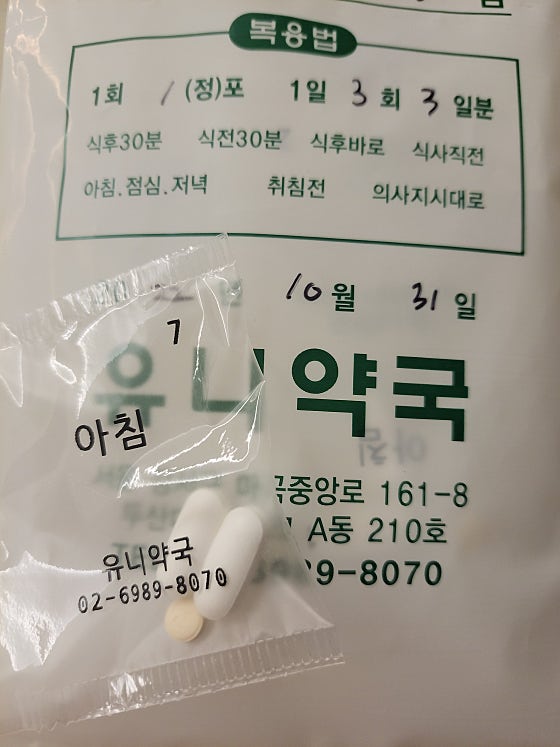 복용법
1회 1 (정)포 1일 3회 3일분
식후30분 식전30분 식후바로 식사직전
아침.점심.저녁 취침전 의사지시대로
10월 31일
유니약국
중앙로 161-8
A동 210호
9-8070
7
아침
유니약국
02-6989-8070